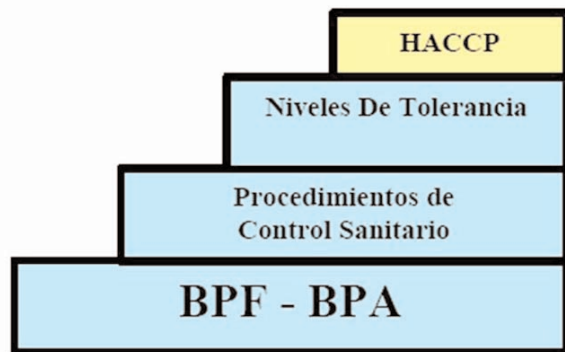 HACCP
Niveles De Tolerancia
Procedimientos de
Control Sanitario
BPF - BPA